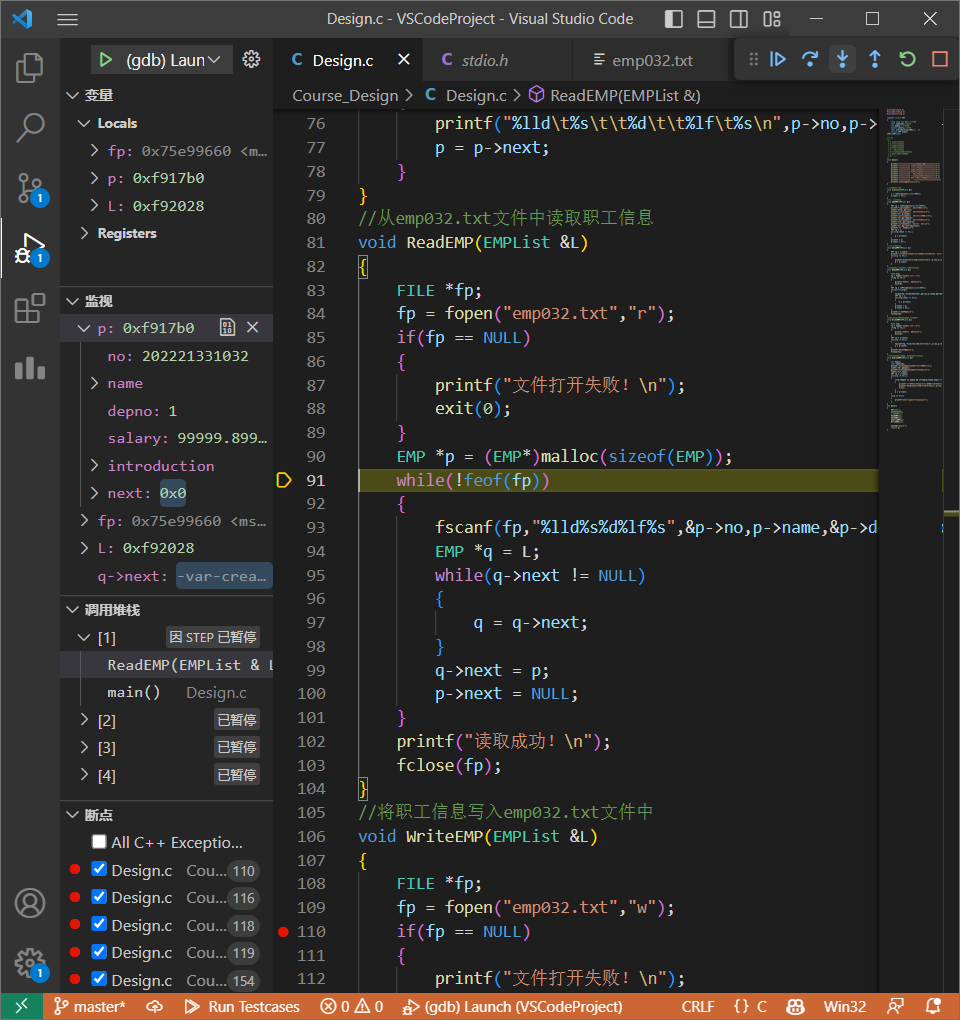 Design.c - VSCodeProject - Visual Studio Code
(gdb) Laun
Design.c
stdio.h
emp032.txt
Course_Design > C Design.c > ReadEMP(EMPList &)
变量
Locals
fp: 0x75e99660 <m...
p: 0xf917b0
L: 0xf92028
Registers
监视
p: 0xf917b0
no: 202221331032
name
depno: 1
salary: 99999.899...
introduction
next: 0x0
fp: 0x75e99660 <ms...
L: 0xf92028
q->next: -var-crea...
调用堆栈
[1] 因 STEP 已暂停
ReadEMP(EMPList & L
main() Design.c
[2] 已暂停
[3] 已暂停
[4] 已暂停
断点
All C++ Exceptio...
Design.c Cou... 110
Design.c Cou... 116
Design.c Cou... 118
Design.c Cou... 119
Design.c Cou... 154
76 printf("%lld\t%s\t\t%d\t\t%lf\t%s\n",p->no,p->
77 p = p->next;
78 }
79 }
80 //从emp032.txt文件中读取职工信息
81 void ReadEMP(EMPList &L)
82 {
83 FILE *fp;
84 fp = fopen("emp032.txt","r");
85 if(fp == NULL)
86 {
87 printf("文件打开失败！\n");
88 exit(0);
89 }
90 EMP *p = (EMP*)malloc(sizeof(EMP));
91 while(!feof(fp))
92 {
93 fscanf(fp,"%lld%s%d%lf%s",&p->no,p->name,&p->d
94 EMP *q = L;
95 while(q->next != NULL)
96 {
97 q = q->next;
98 }
99 q->next = p;
100 p->next = NULL;
101 }
102 printf("读取成功！\n");
103 fclose(fp);
104 }
105 //将职工信息写入emp032.txt文件中
106 void WriteEMP(EMPList &L)
107 {
108 FILE *fp;
109 fp = fopen("emp032.txt","w");
110 if(fp == NULL)
111 {
112 printf("文件打开失败！\n");
master* Run Testcases 0 0 (gdb) Launch (VSCodeProject) CRLF {} C Win32